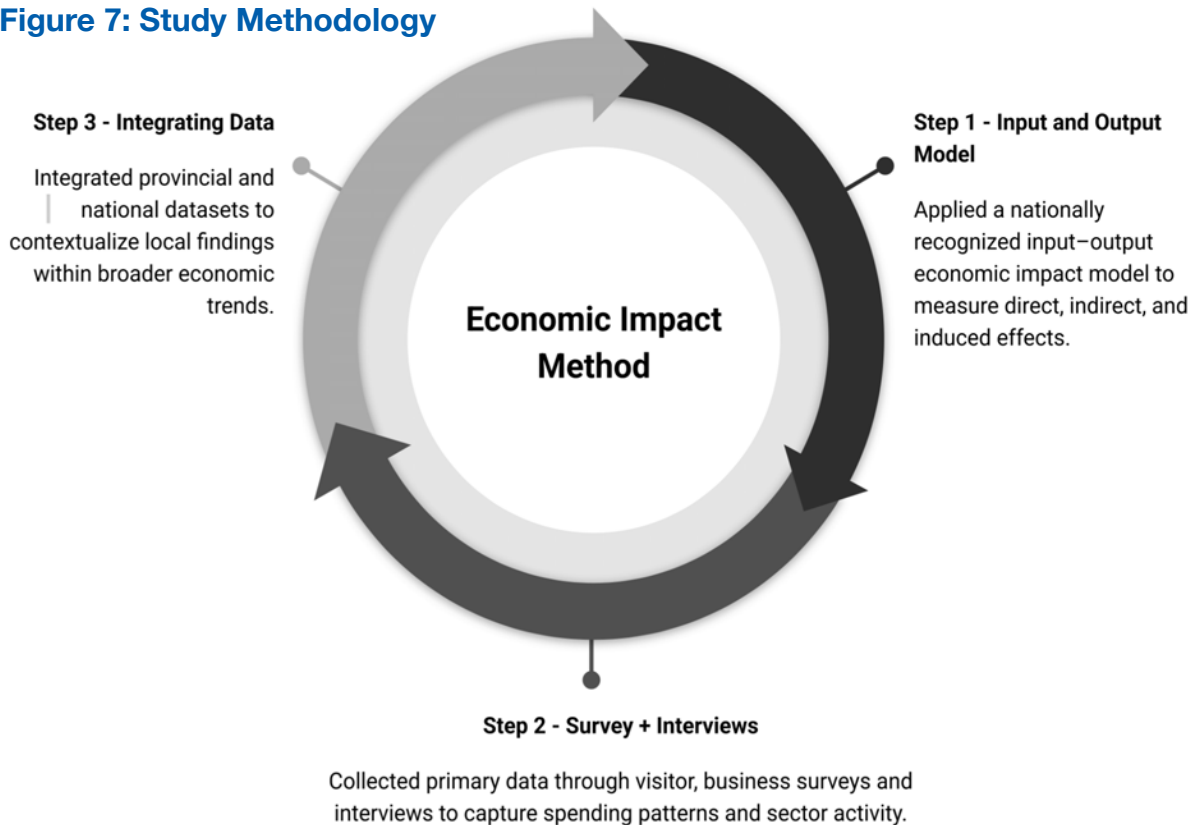 Figure 7: Study Methodology
Step 1 - Input and Output
Model
Applied a nationally
recognized input–output
economic impact model to
measure direct, indirect, and
induced effects.
Step 2 - Survey + Interviews
Collected primary data through visitor, business surveys and
interviews to capture spending patterns and sector activity.
Step 3 - Integrating Data
Integrated provincial and
national datasets to
contextualize local findings
within broader economic
trends.
Economic Impact
Method